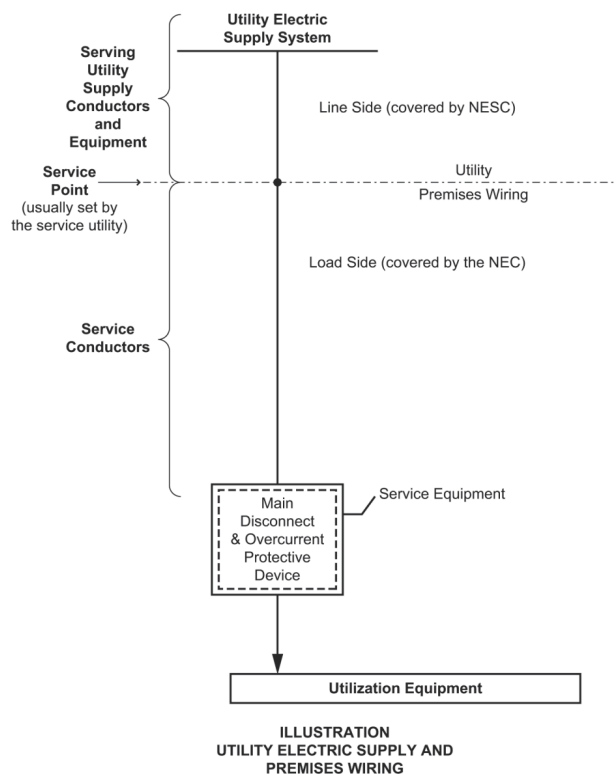 Utility Electric
Supply System
Serving
Utility
Supply
Conductors
and
Equipment
Line Side (covered by NESC)
Service
Point
(usually set by
the service utility)
Utility
Premises Wiring
Load Side (covered by the NEC)
Service
Conductors
Main
Disconnect
& Overcurrent
Protective
Device
Service Equipment
Utilization Equipment
ILLUSTRATION
UTILITY ELECTRIC SUPPLY AND
PREMISES WIRING